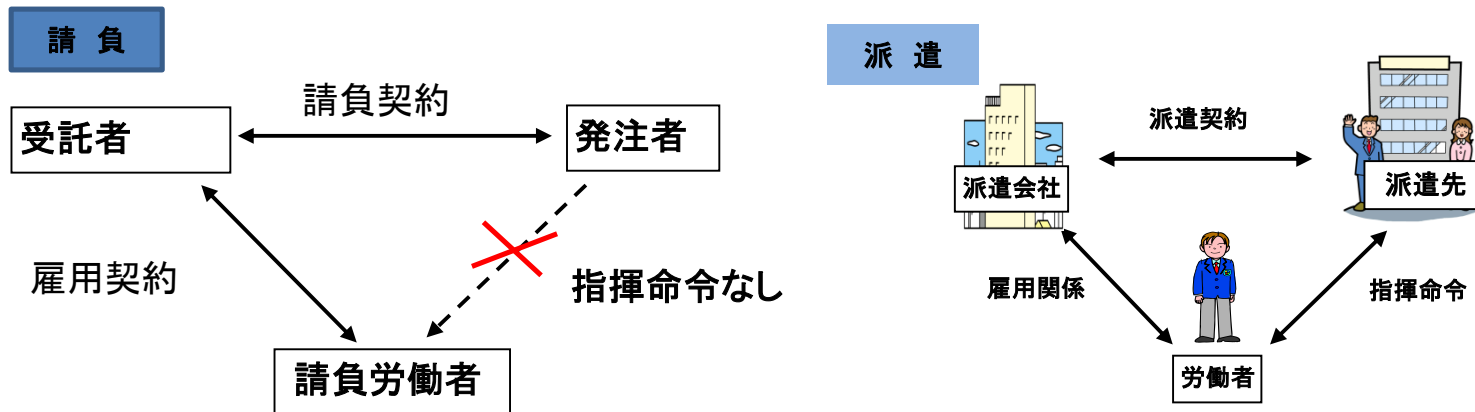 請 負
請負契約
受託者
発注者
雇用契約
指揮命令なし
請負労働者
派 遣
派遣契約
派遣会社
派遣先
雇用関係
指揮命令
労働者